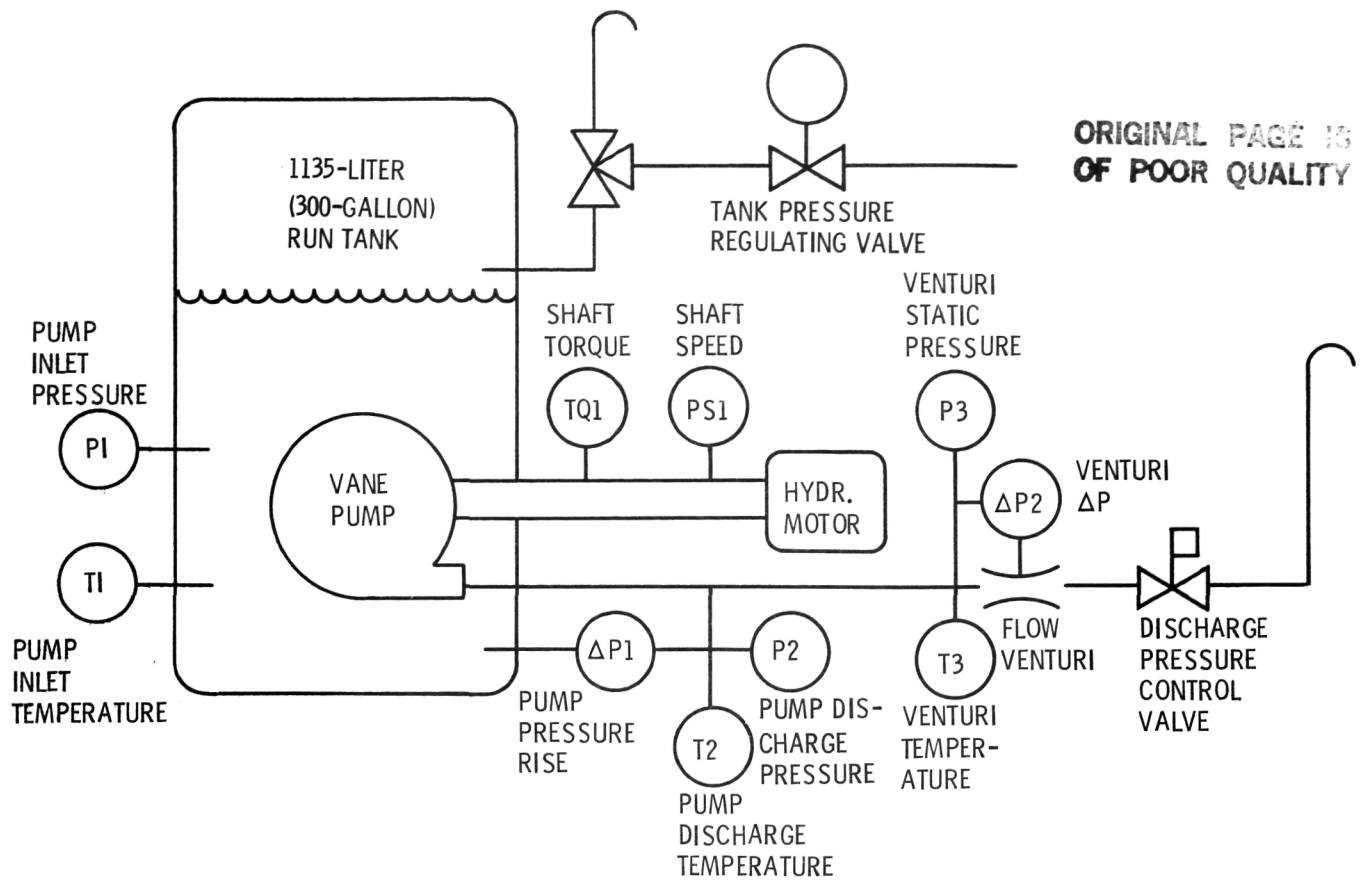 ORIGINAL PAGE IS
OF POOR QUALITY
1135-LITER
(300-GALLON)
RUN TANK
TANK PRESSURE
REGULATING VALVE
PUMP
INLET
PRESSURE
SHAFT
TORQUE
SHAFT
SPEED
VENTURI
STATIC
PRESSURE
P1
TQ1
PS1
P3
VANE
PUMP
HYDR.
MOTOR
ΔP2
VENTURI
ΔP
T1
PUMP
INLET
TEMPERATURE
ΔP1
P2
T3
FLOW
VENTURI
DISCHARGE
PRESSURE
CONTROL
VALVE
PUMP
PRESSURE
RISE
T2
PUMP DIS-
CHARGE
PRESSURE
VENTURI
TEMPER-
ATURE
PUMP
DISCHARGE
TEMPERATURE